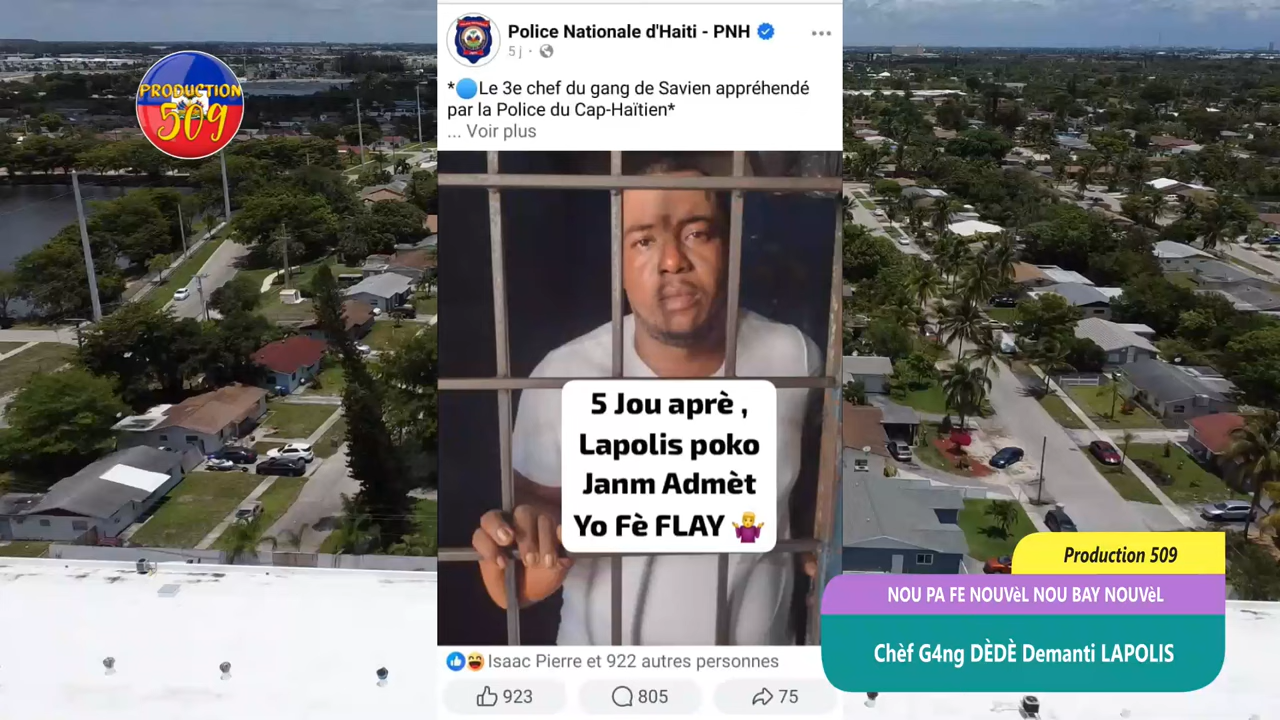 PRODUCTION
509
Police Nationale d'Haiti - PNH
5 j ·
*🔵Le 3e chef du gang de Savien appréhendé
par la Police du Cap-Haïtien*
... Voir plus
5 Jou aprè ,
Lapolis poko
Janm Admèt
Yo Fè FLAY 🤷
Isaac Pierre et 922 autres personnes
923
805
75
Production 509
NOU PA FE NOUVèL NOU BAY NOUVèL
Chèf G4ng DÈDÈ Demanti LAPOLIS